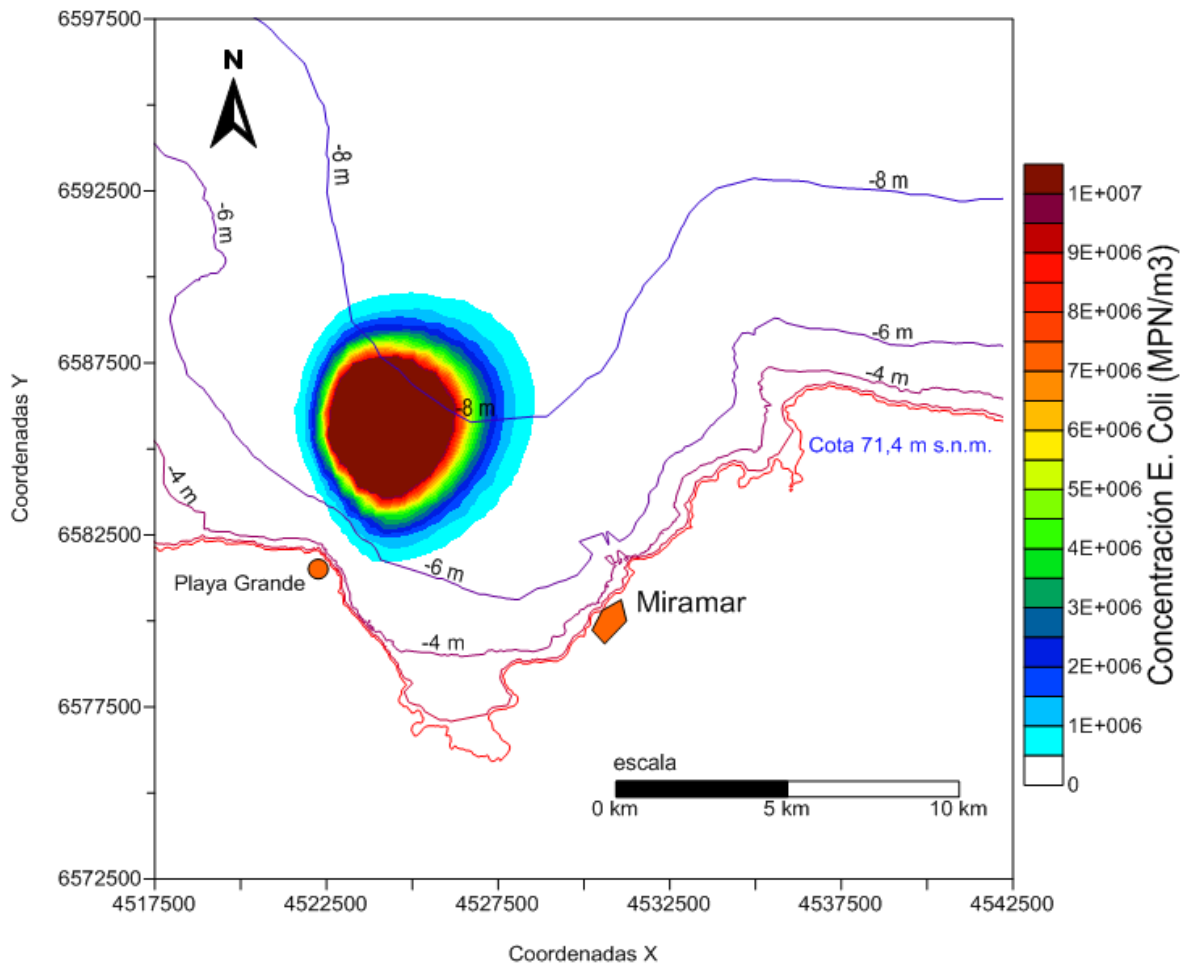 6597500
6592500
6587500
6582500
6577500
6572500
Coordenadas Y
N
-8 m
-6 m
-8 m
-6 m
-4 m
-8 m
Cota 71,4 m s.n.m.
-4 m
-6 m
Playa Grande
Miramar
-4 m
escala
0 km 5 km 10 km
4517500 4522500 4527500 4532500 4537500 4542500
Coordenadas X
1E+007
9E+006
8E+006
7E+006
6E+006
5E+006
4E+006
3E+006
2E+006
1E+006
0
Concentración E. Coli (MPN/m3)